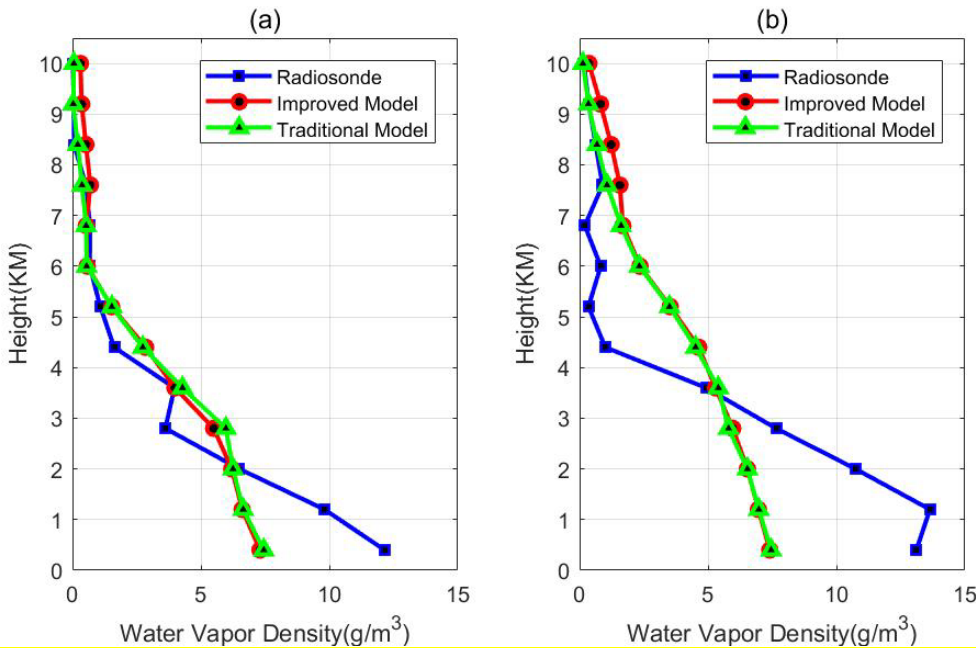 (a)
Radiosonde
Improved Model
Traditional Model
10
9
8
7
6
5
4
3
2
1
0
Height(KM)
0 5 10 15
Water Vapor Density(g/m³)
(b)
Radiosonde
Improved Model
Traditional Model
10
9
8
7
6
5
4
3
2
1
0
Height(KM)
0 5 10 15
Water Vapor Density(g/m³)